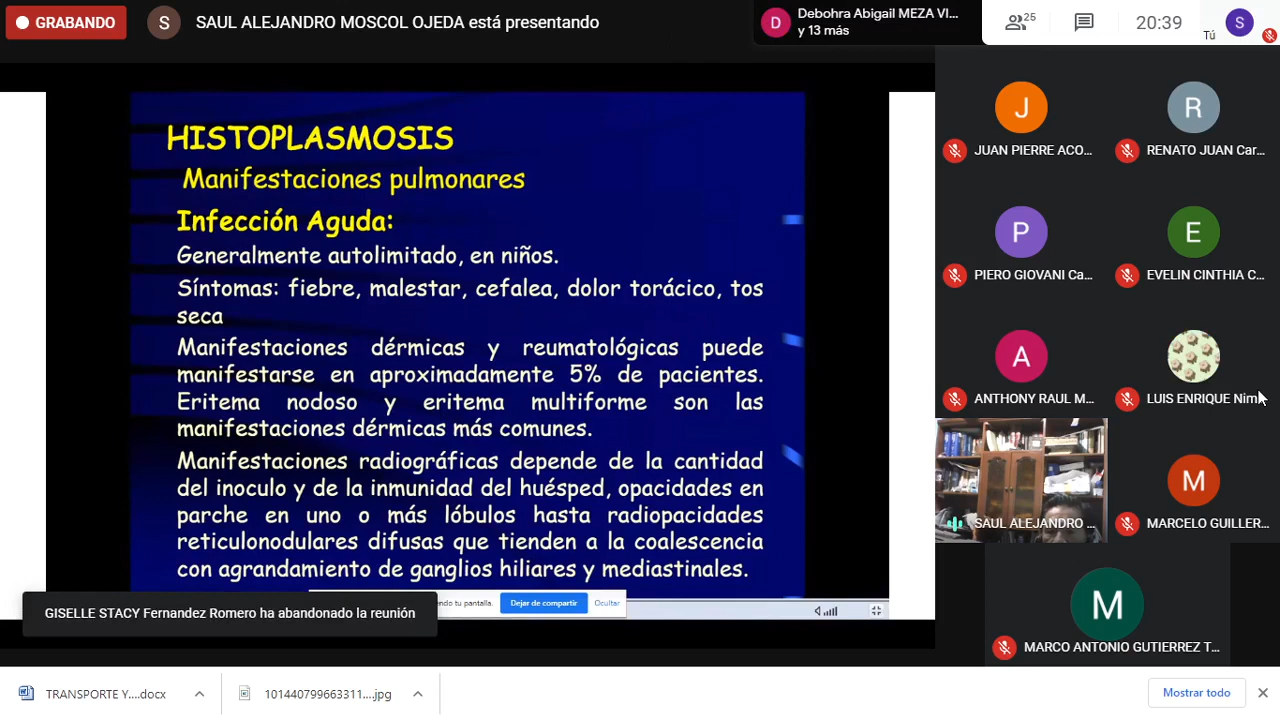 GRABANDO
S
SAUL ALEJANDRO MOSCOL OJEDA está presentando
D
Debohra Abigail MEZA VI...
y 13 más
25
20:39
Tú
S
HISTOPLASMOSIS
Manifestaciones pulmonares
Infección Aguda:
Generalmente autolimitado, en niños.
Síntomas: fiebre, malestar, cefalea, dolor torácico, tos
seca
Manifestaciones dérmicas y reumatológicas puede
manifestarse en aproximadamente 5% de pacientes.
Eritema nodoso y eritema multiforme son las
manifestaciones dérmicas más comunes.
Manifestaciones radiográficas depende de la cantidad
del inoculo y de la inmunidad del huésped, opacidades en
parche en uno o más lóbulos hasta radiopacidades
reticulonodulares difusas que tienden a la coalescencia
con agrandamiento de ganglios hiliares y mediastinales.
ndo tu pantalla.
Dejar de compartir
Ocultar
GISELLE STACY Fernandez Romero ha abandonado la reunión
J
JUAN PIERRE ACO...
R
RENATO JUAN Car...
P
PIERO GIOVANI Ca...
E
EVELIN CINTHIA C...
A
ANTHONY RAUL M...
LUIS ENRIQUE Nim
SAUL ALEJANDRO ...
M
MARCELO GUILLER...
M
MARCO ANTONIO GUTIERREZ T...
TRANSPORTE Y....docx
101440799663311....jpg
Mostrar todo